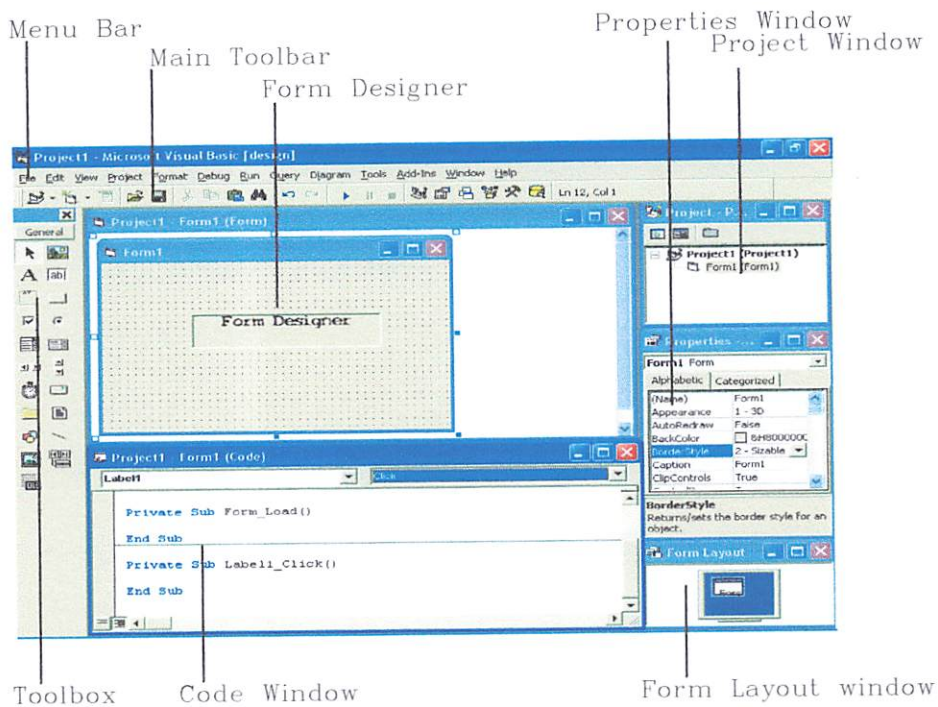 Menu Bar
Main Toolbar
Form Designer
Properties Window
Project Window
Project1 - Microsoft Visual Basic [design]
File Edit View Project Format Debug Run Query Diagram Tools Add-Ins Window Help
Ln 12, Col 1
General
A ab|
Project1 - Form1 (Form)
Form1
Form Designer
Project - P...
Project1 (Project1)
Form1 (Form1)
Properties - ...
Form1 Form
Alphabetic Categorized
(Name) Form1
Appearance 1 - 3D
AutoRedraw False
BackColor &H800000C
BorderStyle 2 - Sizable
Caption Form1
ClipControls True
BorderStyle
Returns/sets the border style for an
object.
Form Layout
Project1 - Form1 (Code)
Label1 Click
Private Sub Form_Load()
End Sub
Private Sub Label1_Click()
End Sub
Toolbox
Code Window
Form Layout window